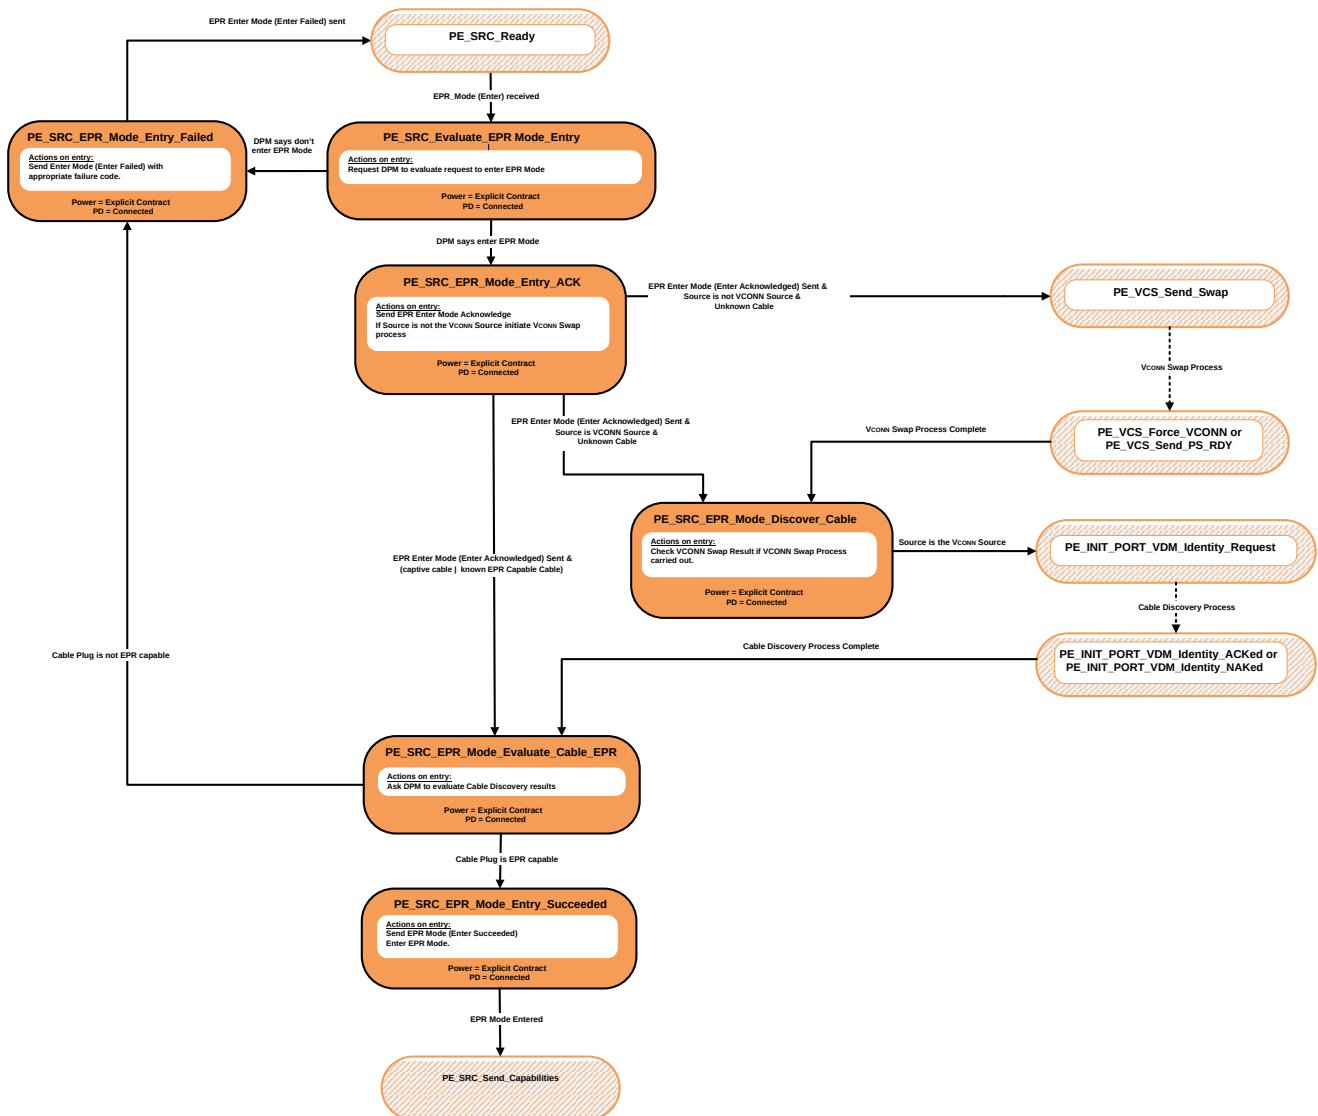 EPR Enter Mode (Enter Failed) sent
PE_SRC_Ready
EPR_Mode (Enter) received
PE_SRC_EPR_Mode_Entry_Failed
Actions on entry:
Send Enter Mode (Enter Failed) with
appropriate failure code.
Power = Explicit Contract
PD = Connected
DPM says don't
enter EPR Mode
PE_SRC_Evaluate_EPR Mode_Entry
Actions on entry:
Request DPM to evaluate request to enter EPR Mode
Power = Explicit Contract
PD = Connected
DPM says enter EPR Mode
PE_SRC_EPR_Mode_Entry_ACK
Actions on entry:
Send EPR Enter Mode Acknowledge
If Source is not the VCONN Source initiate VCONN Swap
process
Power = Explicit Contract
PD = Connected
EPR Enter Mode (Enter Acknowledged) Sent &
Source is not VCONN Source &
Unknown Cable
PE_VCS_Send_Swap
VCONN Swap Process
PE_VCS_Force_VCONN or
PE_VCS_Send_PS_RDY
VCONN Swap Process Complete
EPR Enter Mode (Enter Acknowledged) Sent &
Source is VCONN Source &
Unknown Cable
PE_SRC_EPR_Mode_Discover_Cable
Actions on entry:
Check VCONN Swap Result if VCONN Swap Process
carried out.
Power = Explicit Contract
PD = Connected
Source is the VCONN Source
PE_INIT_PORT_VDM_Identity_Request
Cable Discovery Process
PE_INIT_PORT_VDM_Identity_ACKed or
PE_INIT_PORT_VDM_Identity_NAKed
Cable Discovery Process Complete
EPR Enter Mode (Enter Acknowledged) Sent &
(captive cable | known EPR Capable Cable)
Cable Plug is not EPR capable
PE_SRC_EPR_Mode_Evaluate_Cable_EPR
Actions on entry:
Ask DPM to evaluate Cable Discovery results
Power = Explicit Contract
PD = Connected
Cable Plug is EPR capable
PE_SRC_EPR_Mode_Entry_Succeeded
Actions on entry:
Send EPR Mode (Enter Succeeded)
Enter EPR Mode.
Power = Explicit Contract
PD = Connected
EPR Mode Entered
PE_SRC_Send_Capabilities